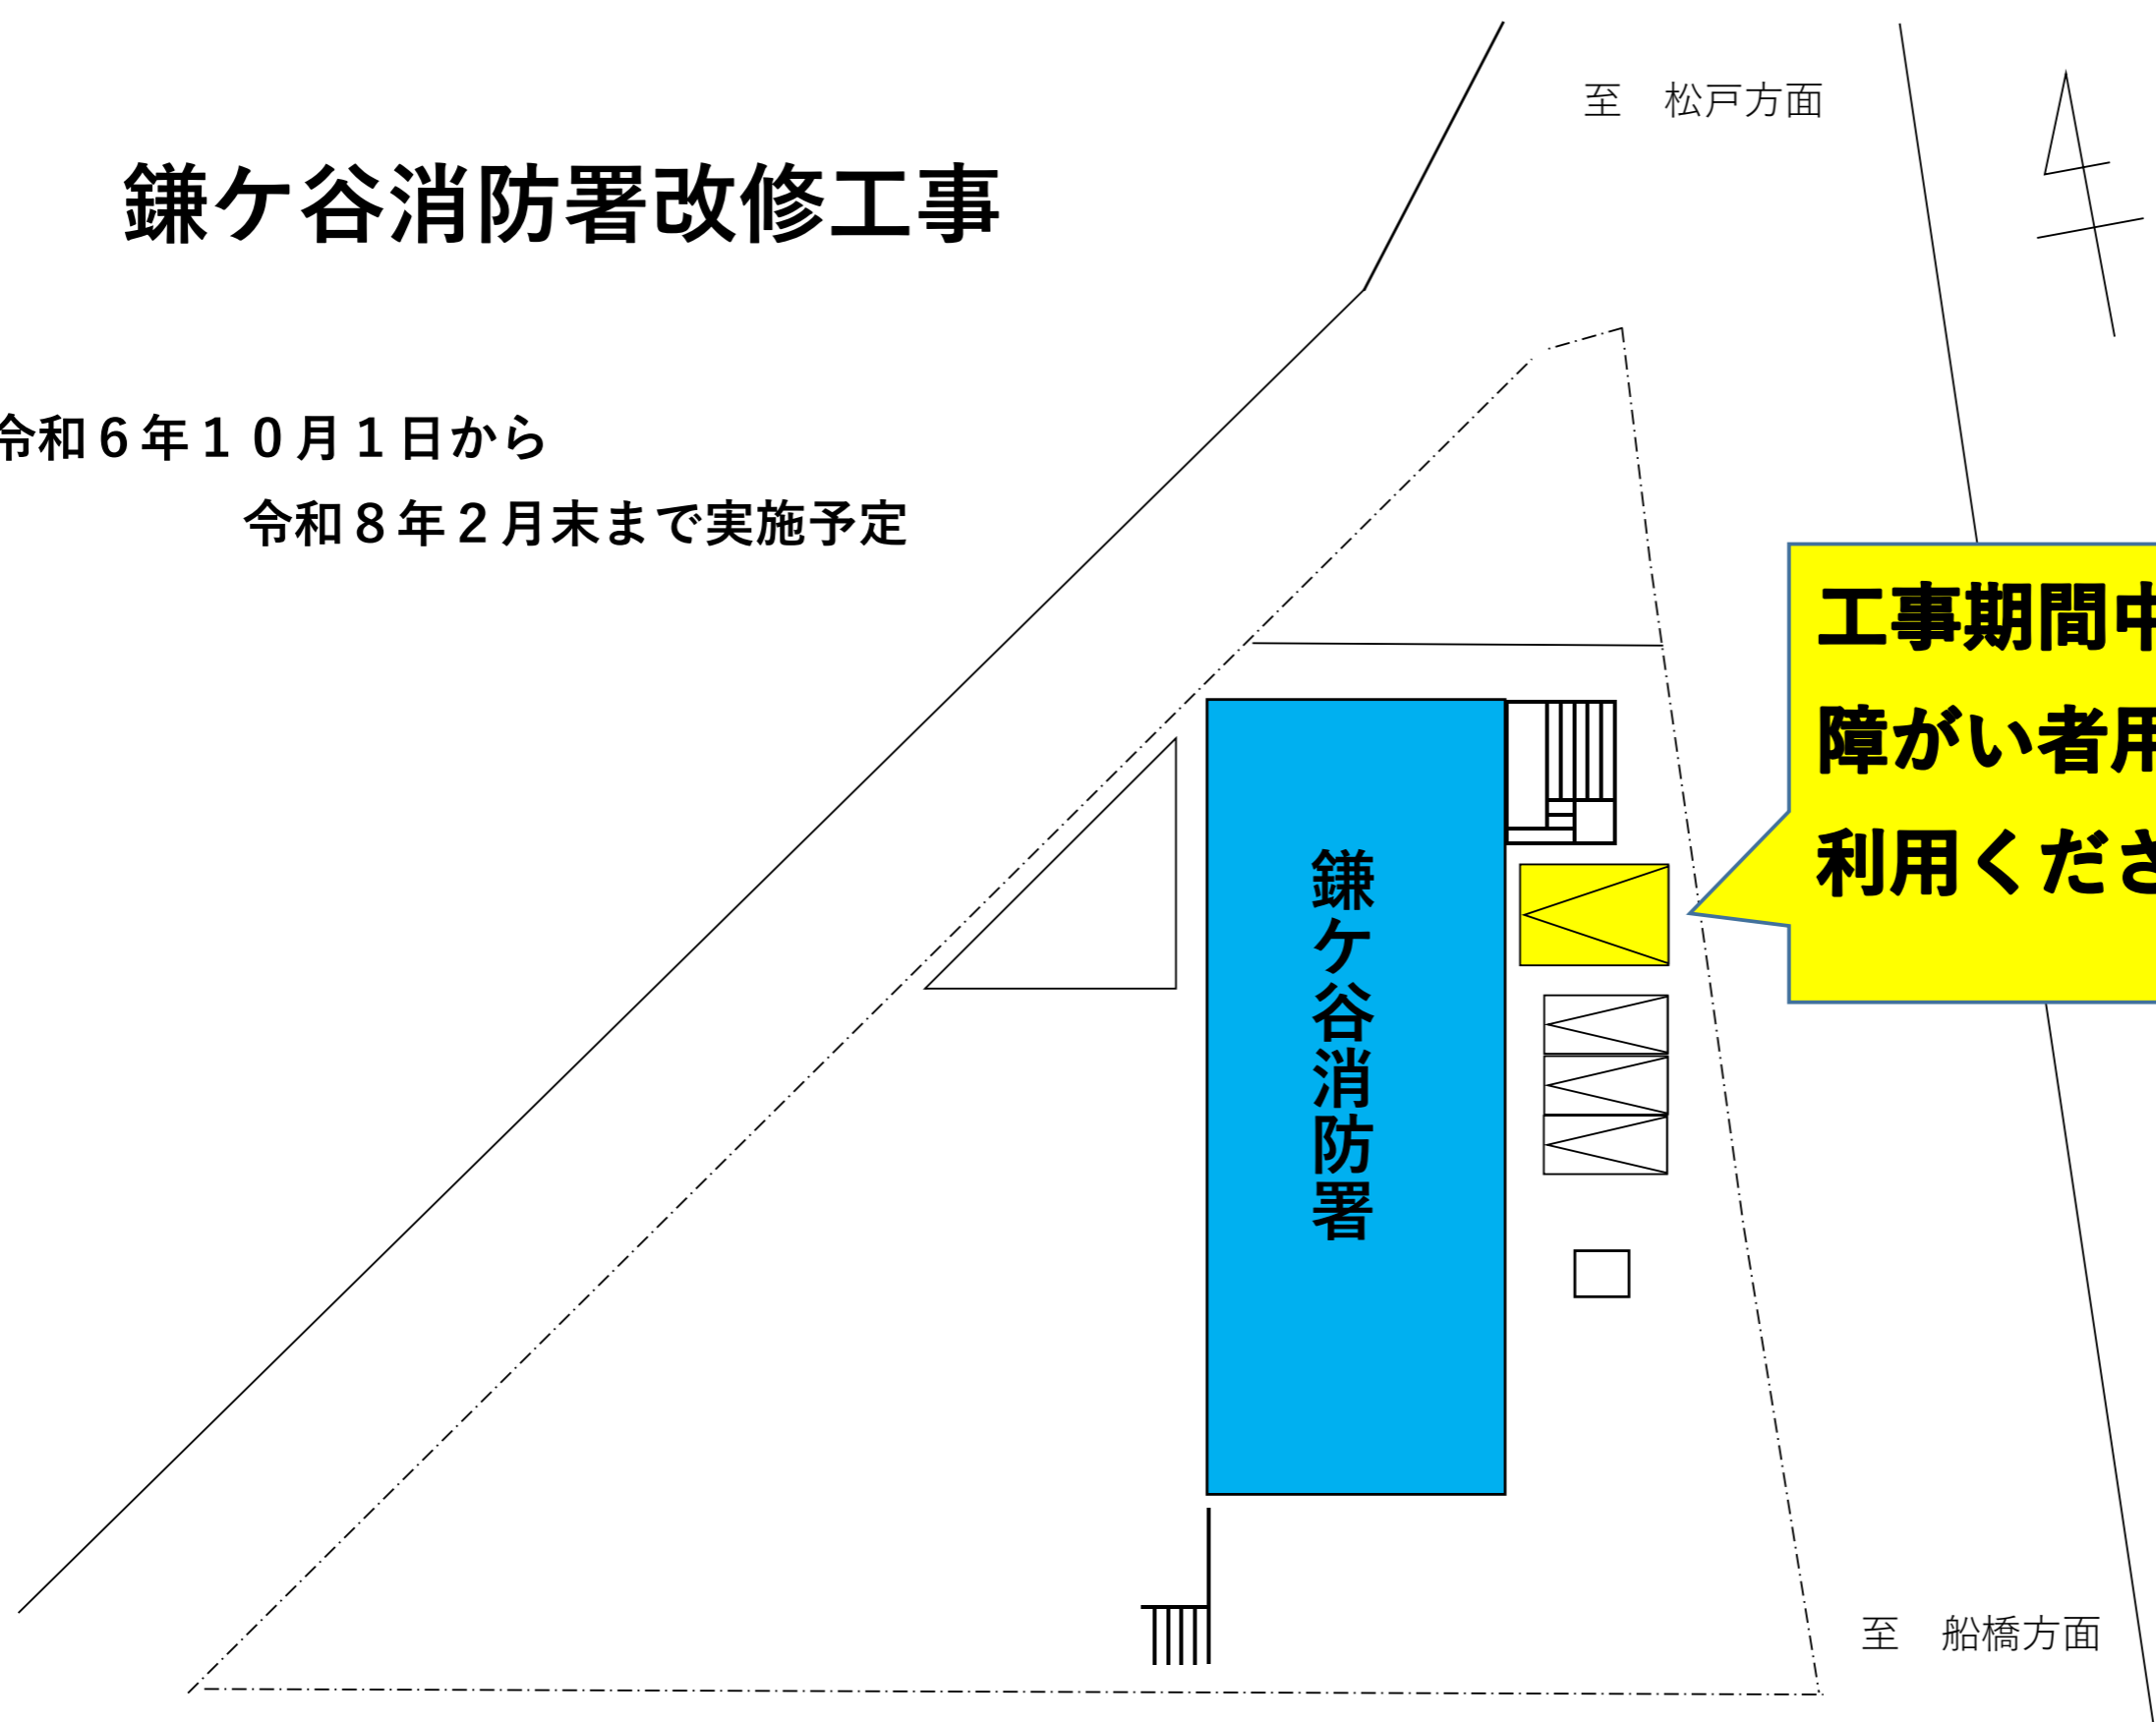 至　松戸方面
鎌ケ谷消防署改修工事
令和６年１０月１日から
令和８年２月末まで実施予定
工事期間中
障がい者用
利用くださ
鎌ケ谷消防署
至　船橋方面